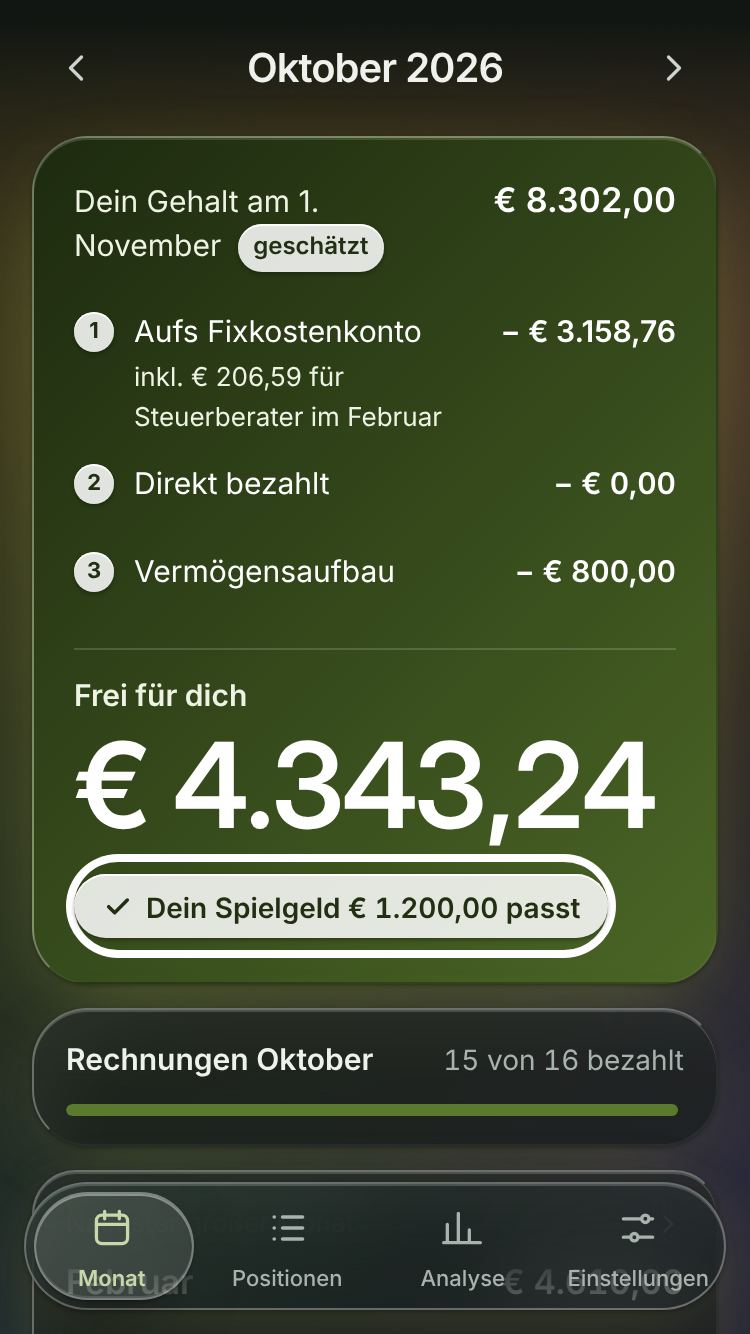 Oktober 2026
Dein Gehalt am 1. November geschätzt
€ 8.302,00
1 Aufs Fixkostenkonto – € 3.158,76
inkl. € 206,59 für
Steuerberater im Februar
2 Direkt bezahlt – € 0,00
3 Vermögensaufbau – € 800,00
Frei für dich
€ 4.343,24
Dein Spielgeld € 1.200,00 passt
Rechnungen Oktober 15 von 16 bezahlt
Februar
Monat Positionen Analyse Einstellungen